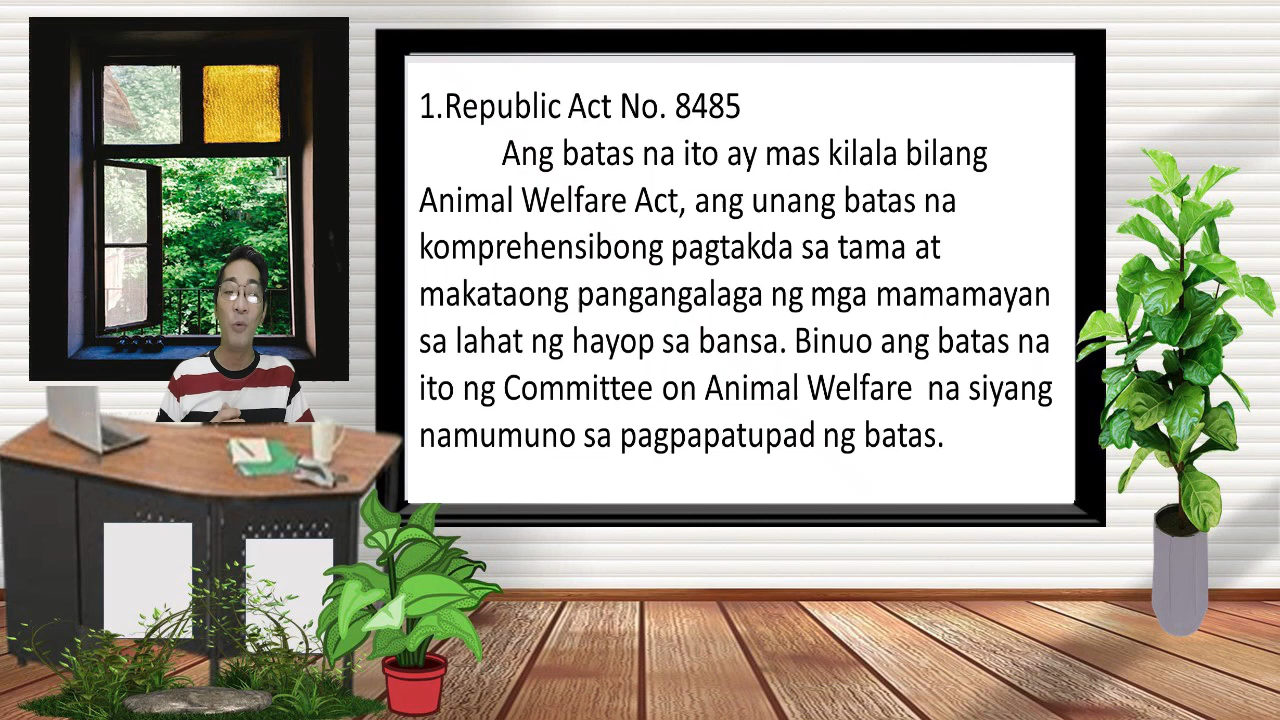 1.Republic Act No. 8485
Ang batas na ito ay mas kilala bilang
Animal Welfare Act, ang unang batas na
komprehensibong pagtakda sa tama at
makataong pangangalaga ng mga mamamayan
sa lahat ng hayop sa bansa. Binuo ang batas na
ito ng Committee on Animal Welfare na siyang
namumuno sa pagpapatupad ng batas.